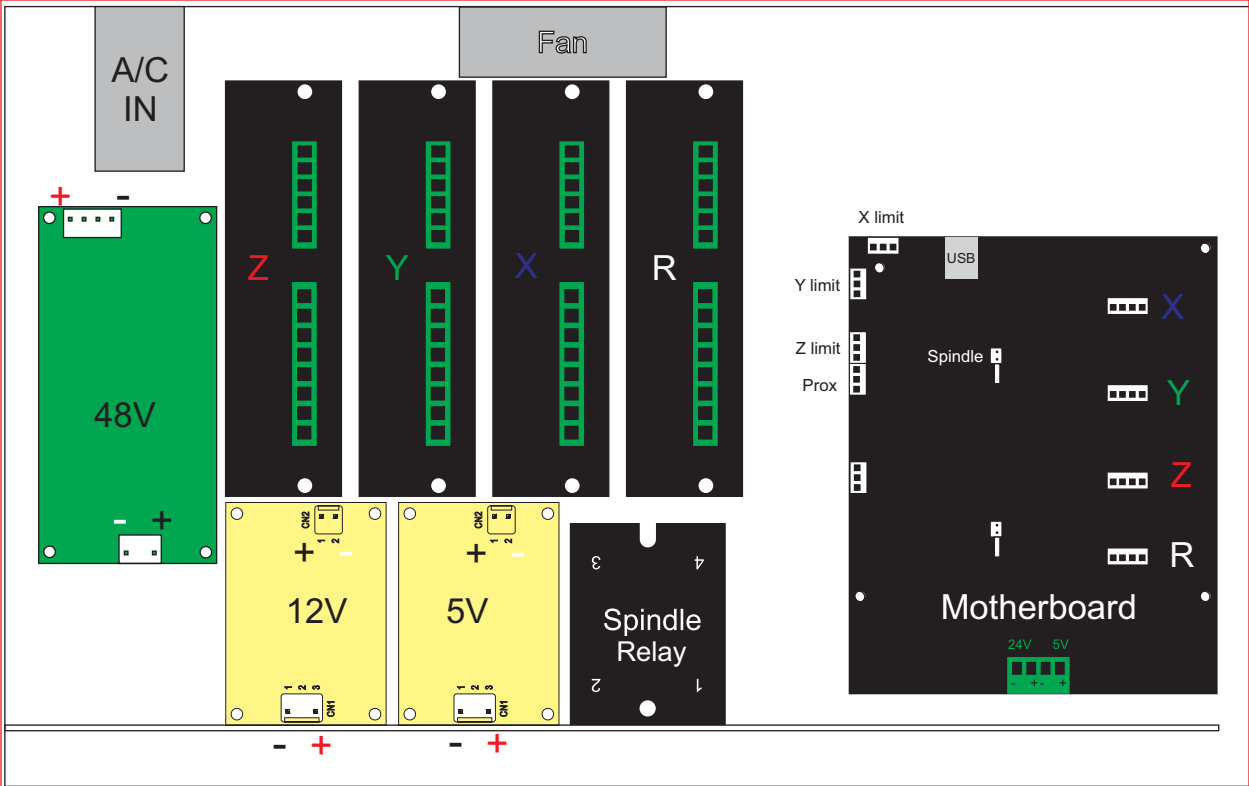 A/C
IN
Fan
+ -
Z
Y
X
R
48V
- +
X limit
USB
Y limit
Z limit
Prox
Spindle
X
Y
Z
R
Motherboard
24V 5V
- + - +
CN2
1 2
+ -
12V
1 2 3
CN1
- +
CN2
1 2
+ -
5V
1 2 3
CN1
- +
3 4
Spindle
Relay
2 1